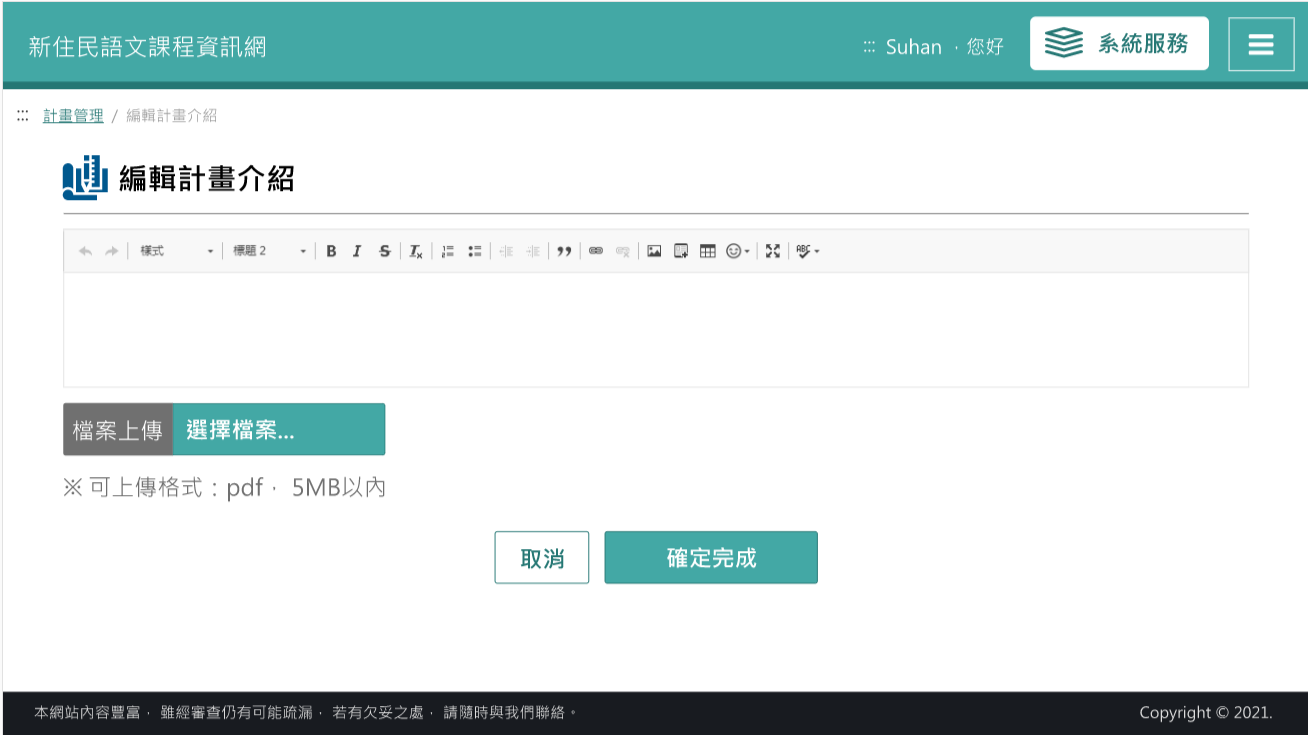 新住民語文課程資訊網
::: Suhan ，您好
系統服務
::: 計畫管理 / 編輯計畫介紹
編輯計畫介紹
樣式 標題 2 B I S Tx ABC
檔案上傳 選擇檔案...
※ 可上傳格式：pdf， 5MB以內
取消 確定完成
本網站內容豐富， 雖經審查仍有可能疏漏， 若有欠妥之處， 請隨時與我們聯絡。
Copyright © 2021.